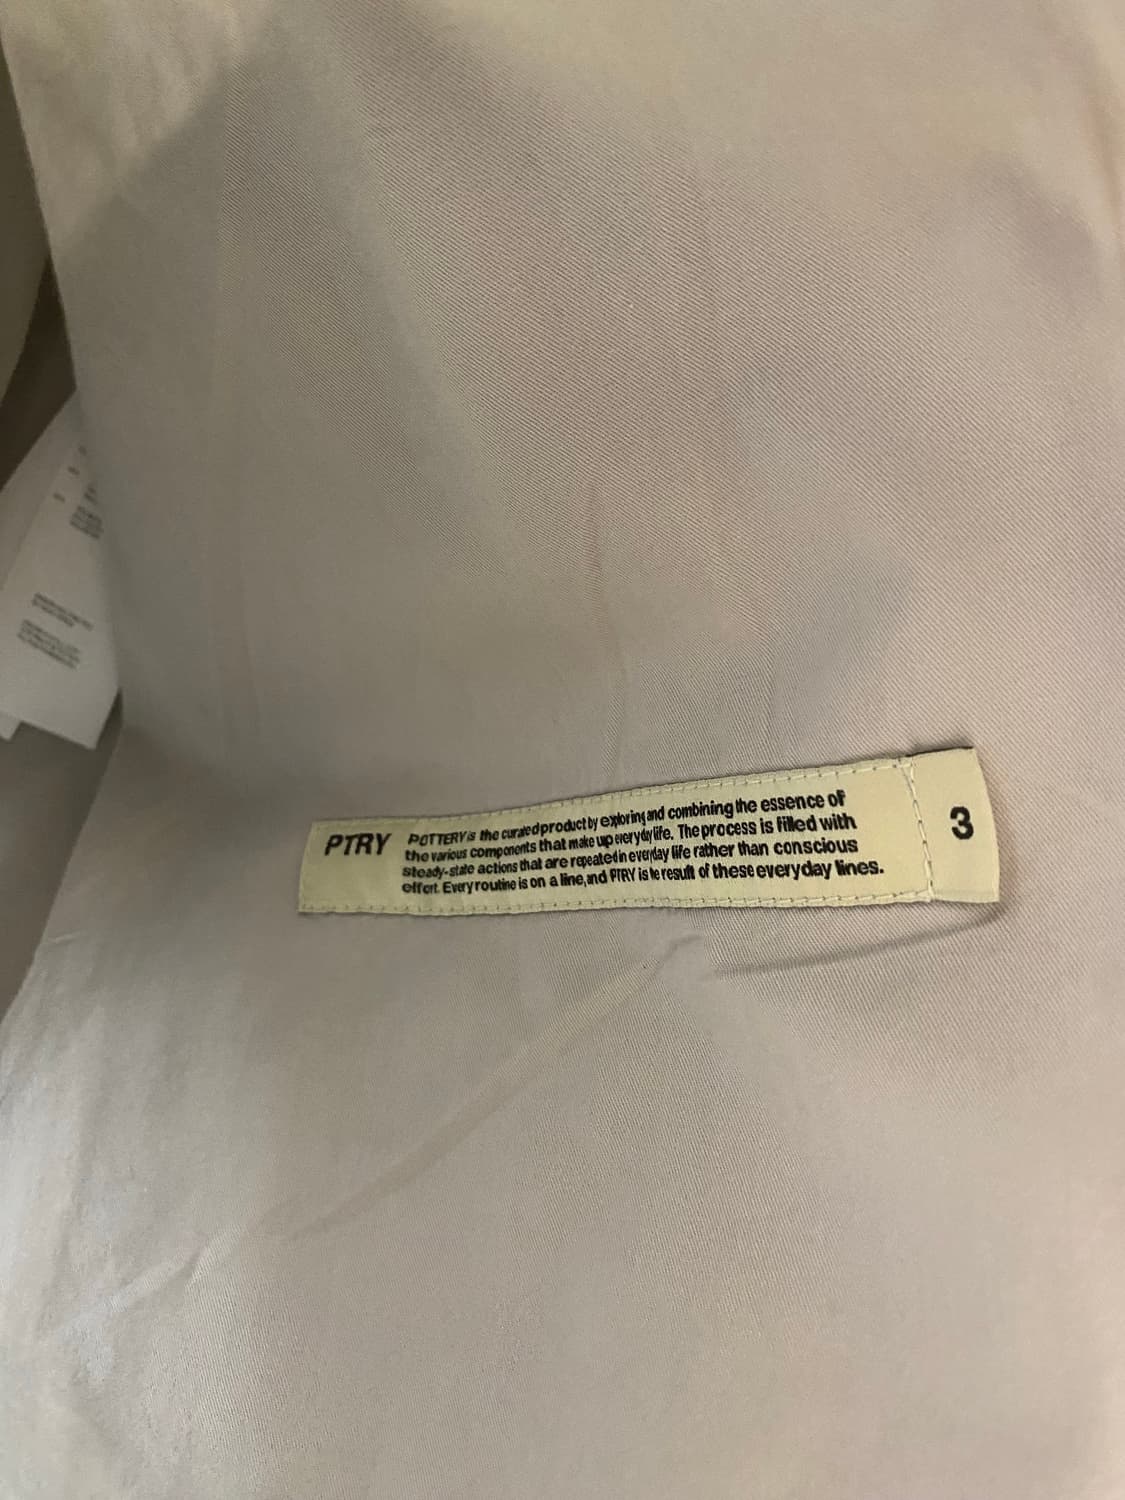 PTRY
POTTERY is the curated product by exploring and combining the essence of
the various components that make up everyday life. The process is filled with
steady-state actions that are repeated in everyday life rather than conscious
effort. Every routine is on a line, and PTRY is the result of these everyday lines.
3